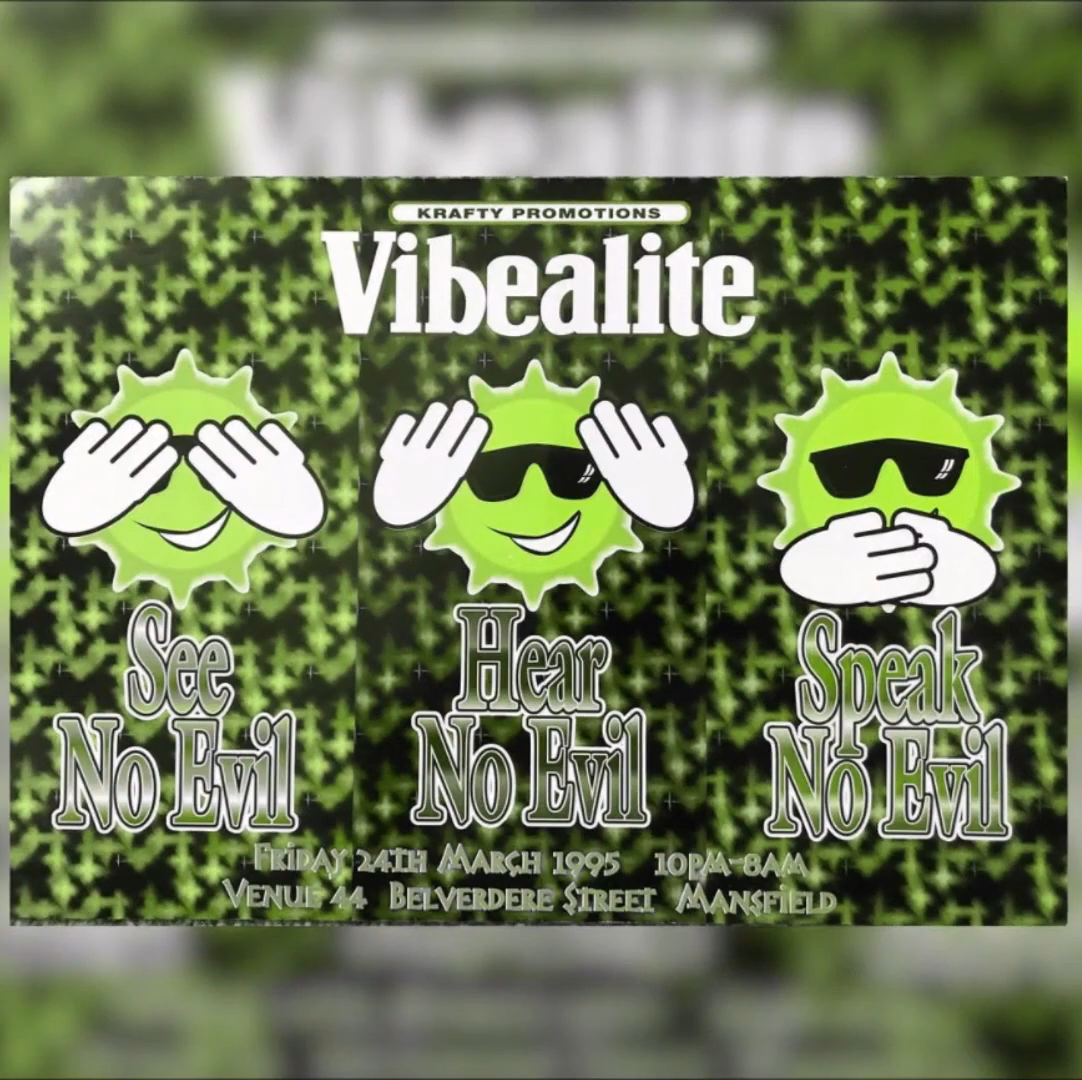 KRAFTY PROMOTIONS
Vibealite
See
No Evil
Hear
No Evil
Speak
No Evil
Friday 24th March 1995 10pm-8am
Venue 44 Belverdere Street Mansfield